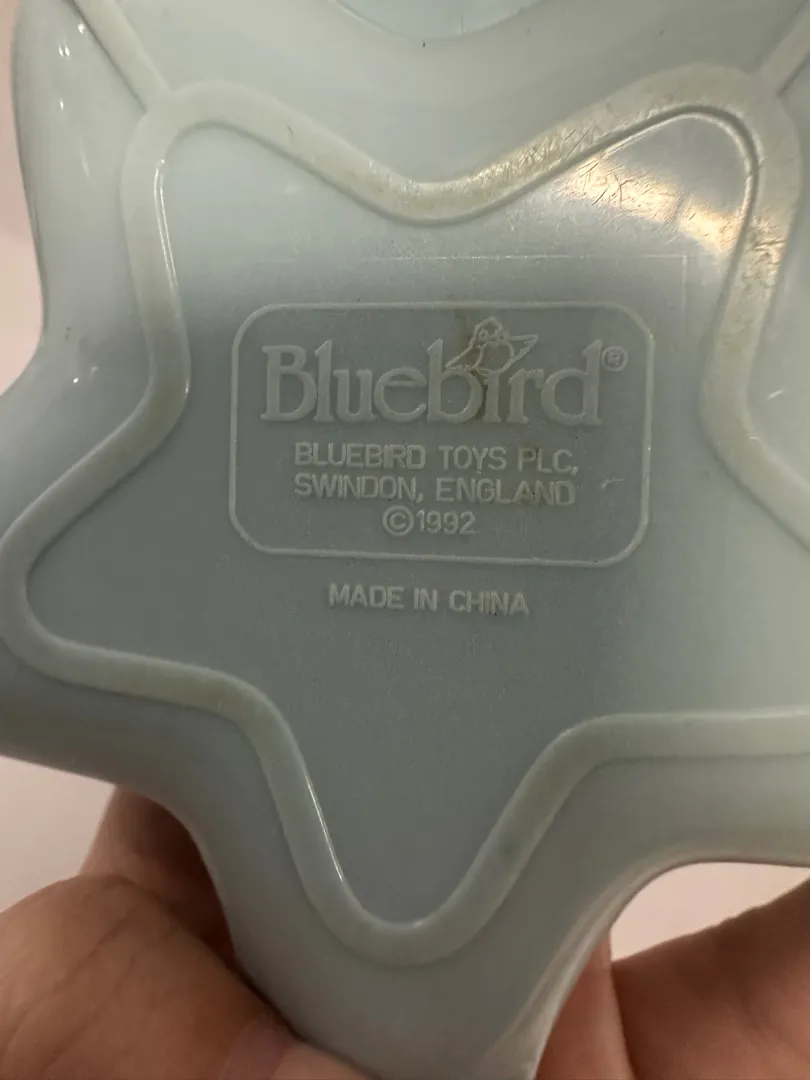 Bluebird®
BLUEBIRD TOYS PLC,
SWINDON, ENGLAND
©1992
MADE IN CHINA